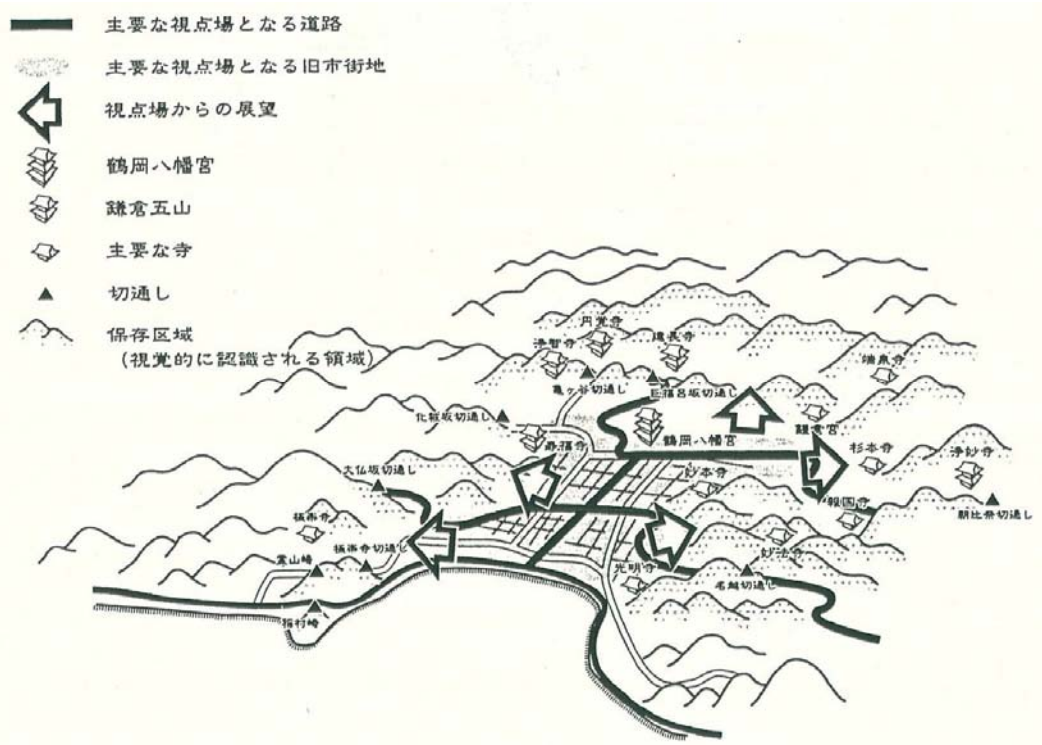 主要な視点場となる道路
主要な視点場となる旧市街地
視点場からの展望
鶴岡八幡宮
鎌倉五山
主要な寺
切通し
保存区域
(視覚的に認識される領域)
円覚寺
建長寺
浄智寺
瑞泉寺
亀ヶ谷切通し
巨福呂坂切通し
化粧坂切通し
鎌倉宮
鶴岡八幡宮
寿福寺
杉本寺
浄妙寺
大仏坂切通し
妙本寺
報国寺
朝比奈切通し
極楽寺
極楽寺切通し
妙法寺
霊山崎
光明寺
名越切通し
稲村崎